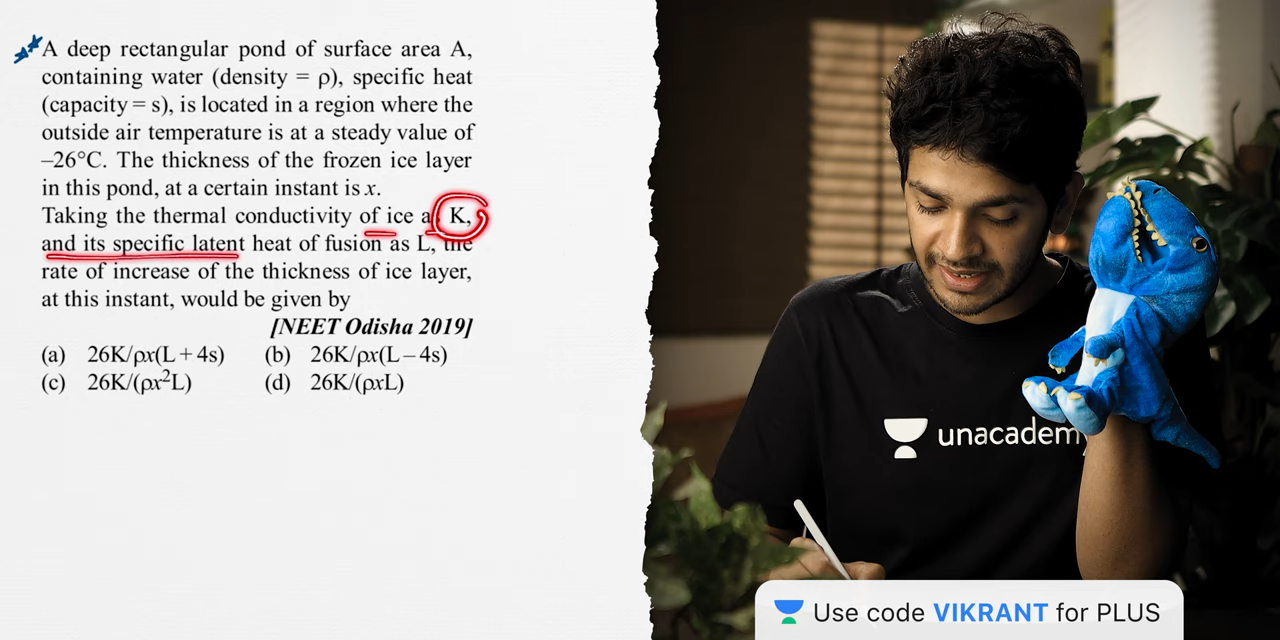 A deep rectangular pond of surface area A,
containing water (density = ρ), specific heat
(capacity = s), is located in a region where the
outside air temperature is at a steady value of
–26°C. The thickness of the frozen ice layer
in this pond, at a certain instant is x.
Taking the thermal conductivity of ice as K,
and its specific latent heat of fusion as L, the
rate of increase of the thickness of ice layer,
at this instant, would be given by
[NEET Odisha 2019]
(a) 26K/ρx(L+4s) (b) 26K/ρx(L–4s)
(c) 26K/(ρx²L) (d) 26K/(ρxL)
unacademy
Use code VIKRANT for PLUS